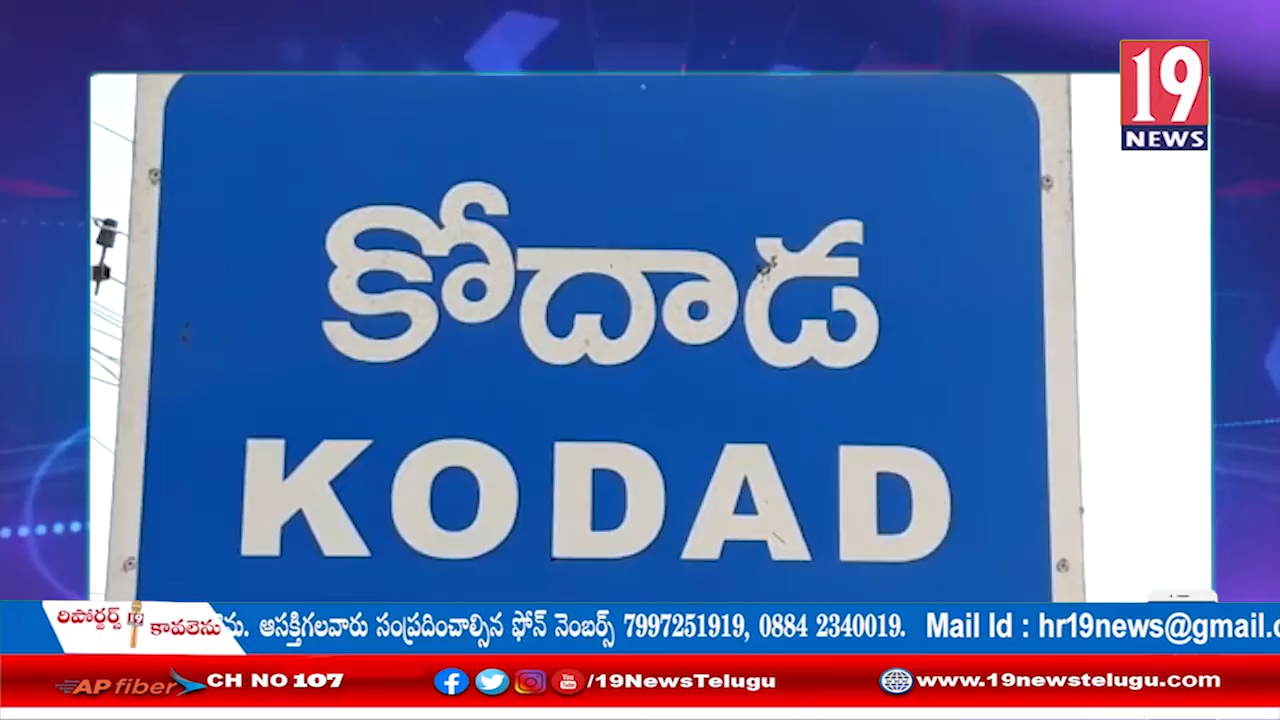 19
NEWS
కోదాడ
KODAD
రిపోర్టర్స్ 19 కావలెను
ను. ఆసక్తిగలవారు సంప్రదించాల్సిన ఫోన్ నెంబర్స్ 7997251919, 0884 2340019. Mail Id : hr19news@gmail.c
AP fiber CH NO 107 /19NewsTelugu www.19newstelugu.com